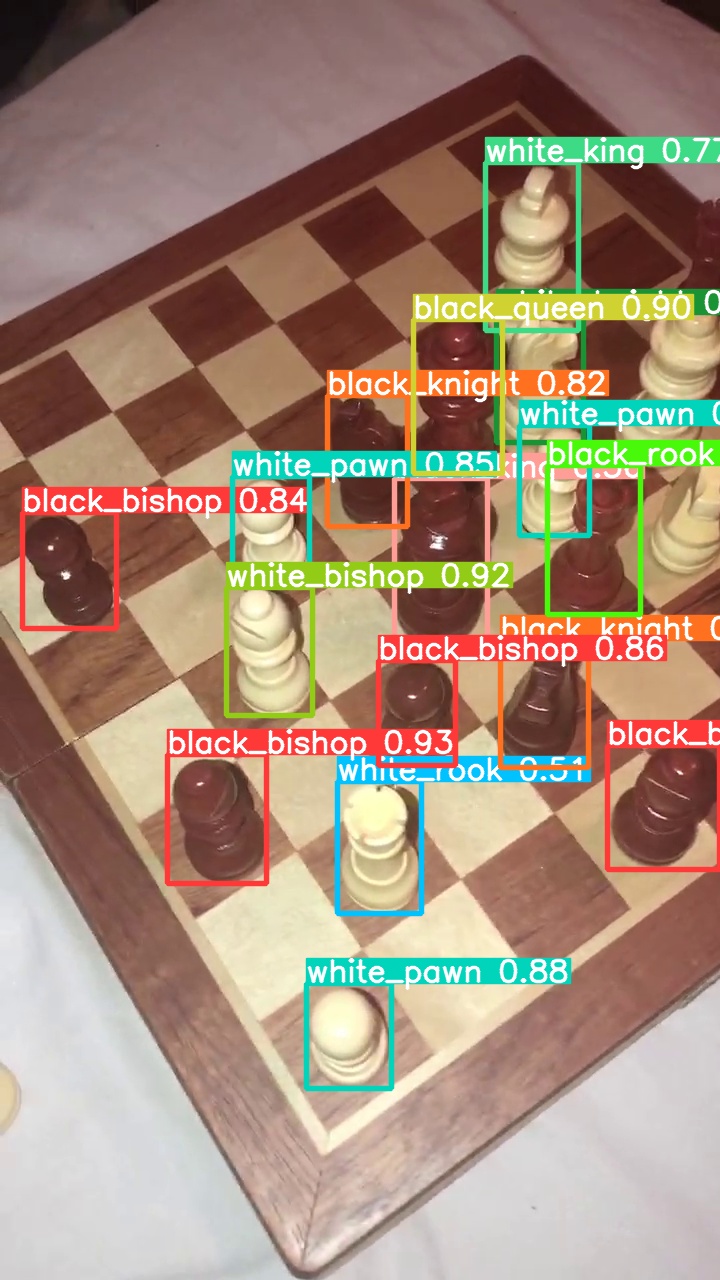 white_king 0.77
black_queen 0.90
black_knight 0.82
white_pawn
black_rook
white_pawn 0.85
black_bishop 0.84
white_bishop 0.92
black_knight
black_bishop 0.86
black_b
black_bishop 0.93
white_rook 0.51
white_pawn 0.88